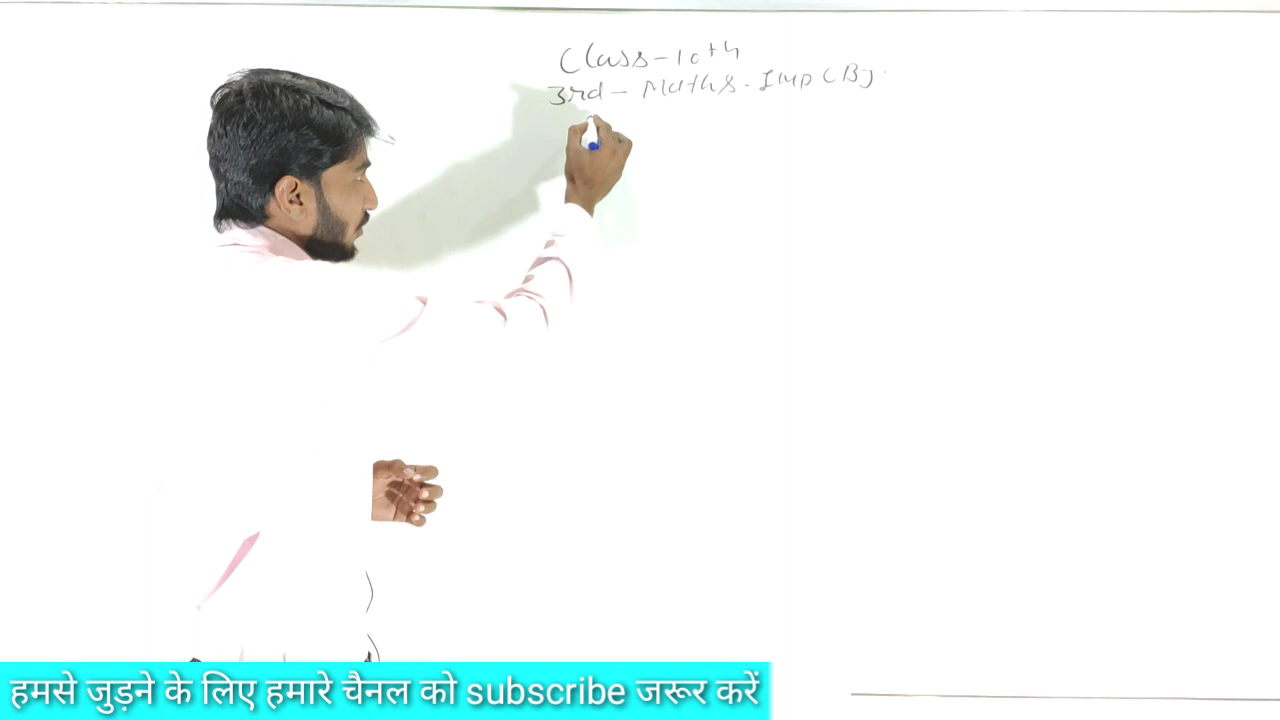 Class-10th
3rd - Maths. Imp (B).
हमसे जुड़ने के लिए हमारे चैनल को subscribe जरूर करें